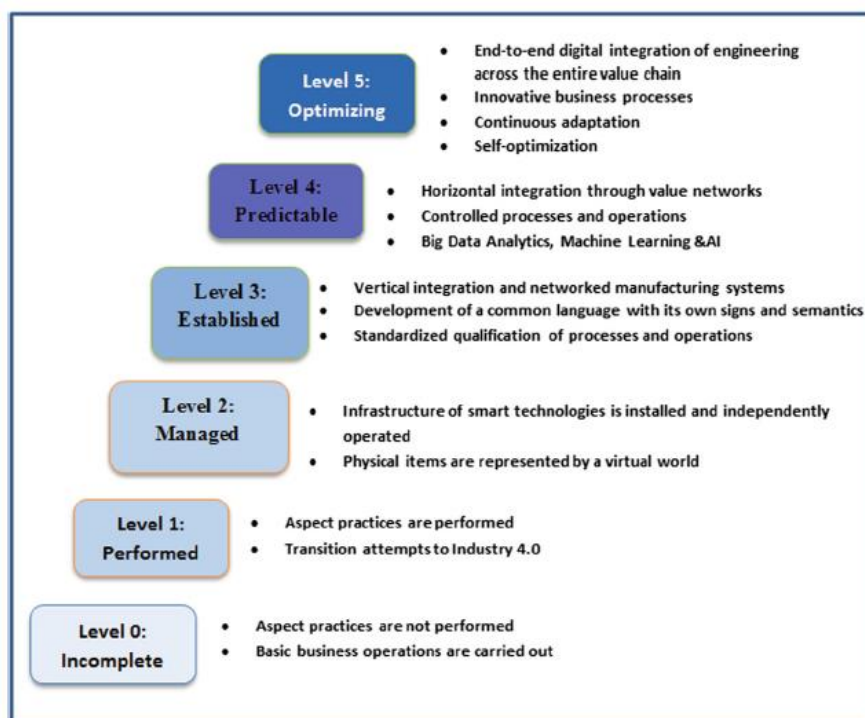 Level 5:
Optimizing
• End-to-end digital integration of engineering
across the entire value chain
• Innovative business processes
• Continuous adaptation
• Self-optimization
Level 4:
Predictable
• Horizontal integration through value networks
• Controlled processes and operations
• Big Data Analytics, Machine Learning &AI
Level 3:
Established
• Vertical integration and networked manufacturing systems
• Development of a common language with its own signs and semantics
• Standardized qualification of processes and operations
Level 2:
Managed
• Infrastructure of smart technologies is installed and independently
operated
• Physical items are represented by a virtual world
Level 1:
Performed
• Aspect practices are performed
• Transition attempts to Industry 4.0
Level 0:
Incomplete
• Aspect practices are not performed
• Basic business operations are carried out